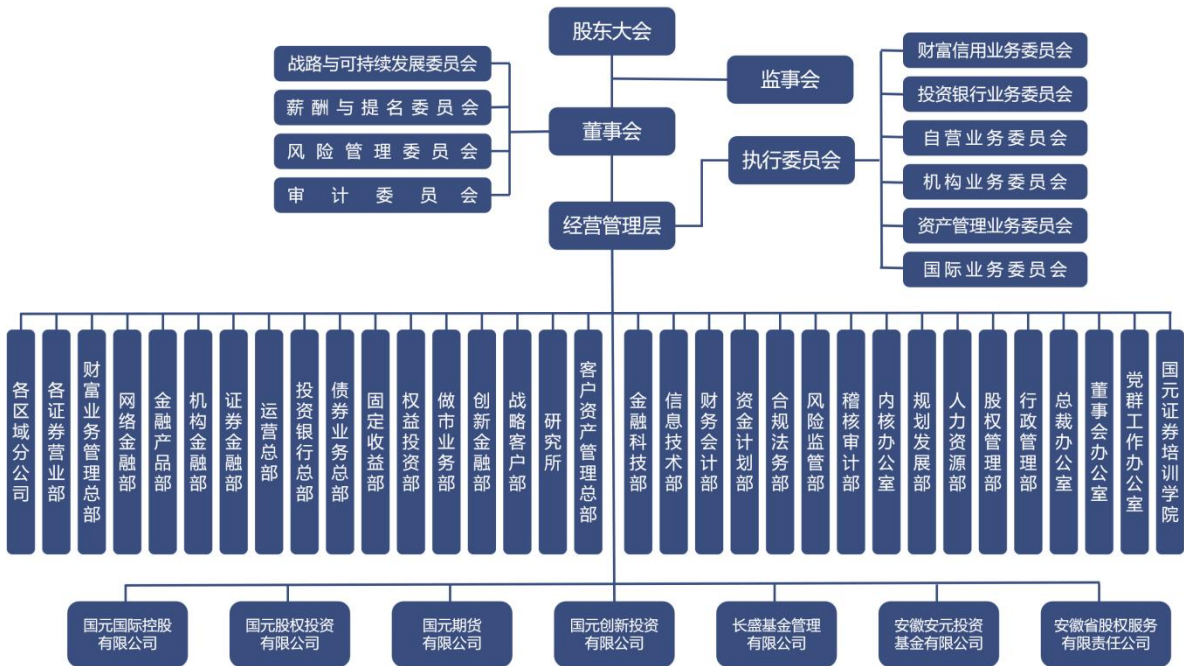 股东大会
监事会
董事会
战略与可持续发展委员会
薪酬与提名委员会
风险管理委员会
审计委员会
执行委员会
财富信用业务委员会
投资银行业务委员会
自营业务委员会
机构业务委员会
资产管理业务委员会
国际业务委员会
经营管理层
各区域分公司
各证券营业部
财富业务管理总部
网络金融部
金融产品部
机构金融部
证券金融部
运营总部
投资银行总部
债券业务总部
固定收益部
权益投资部
做市业务部
创新金融部
战略客户部
研究所
客户资产管理总部
金融科技部
信息技术部
财务会计部
资金计划部
合规法务部
风险监管部
稽核审计部
内核办公室
规划发展部
人力资源部
股权管理部
行政管理部
总裁办公室
董事会办公室
党群工作办公室
国元证券培训学院
国元国际控股
有限公司
国元股权投资
有限公司
国元期货
有限公司
国元创新投资
有限公司
长盛基金管理
有限公司
安徽安元投资
基金有限公司
安徽省股权服务
有限责任公司